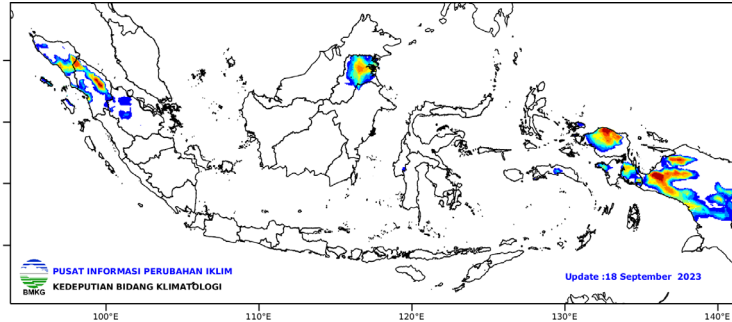 PUSAT INFORMASI PERUBAHAN IKLIM
KEDEPUTIAN BIDANG KLIMATOLOGI
BMKG
Update :18 September 2023
100°E 110°E 120°E 130°E 140°E